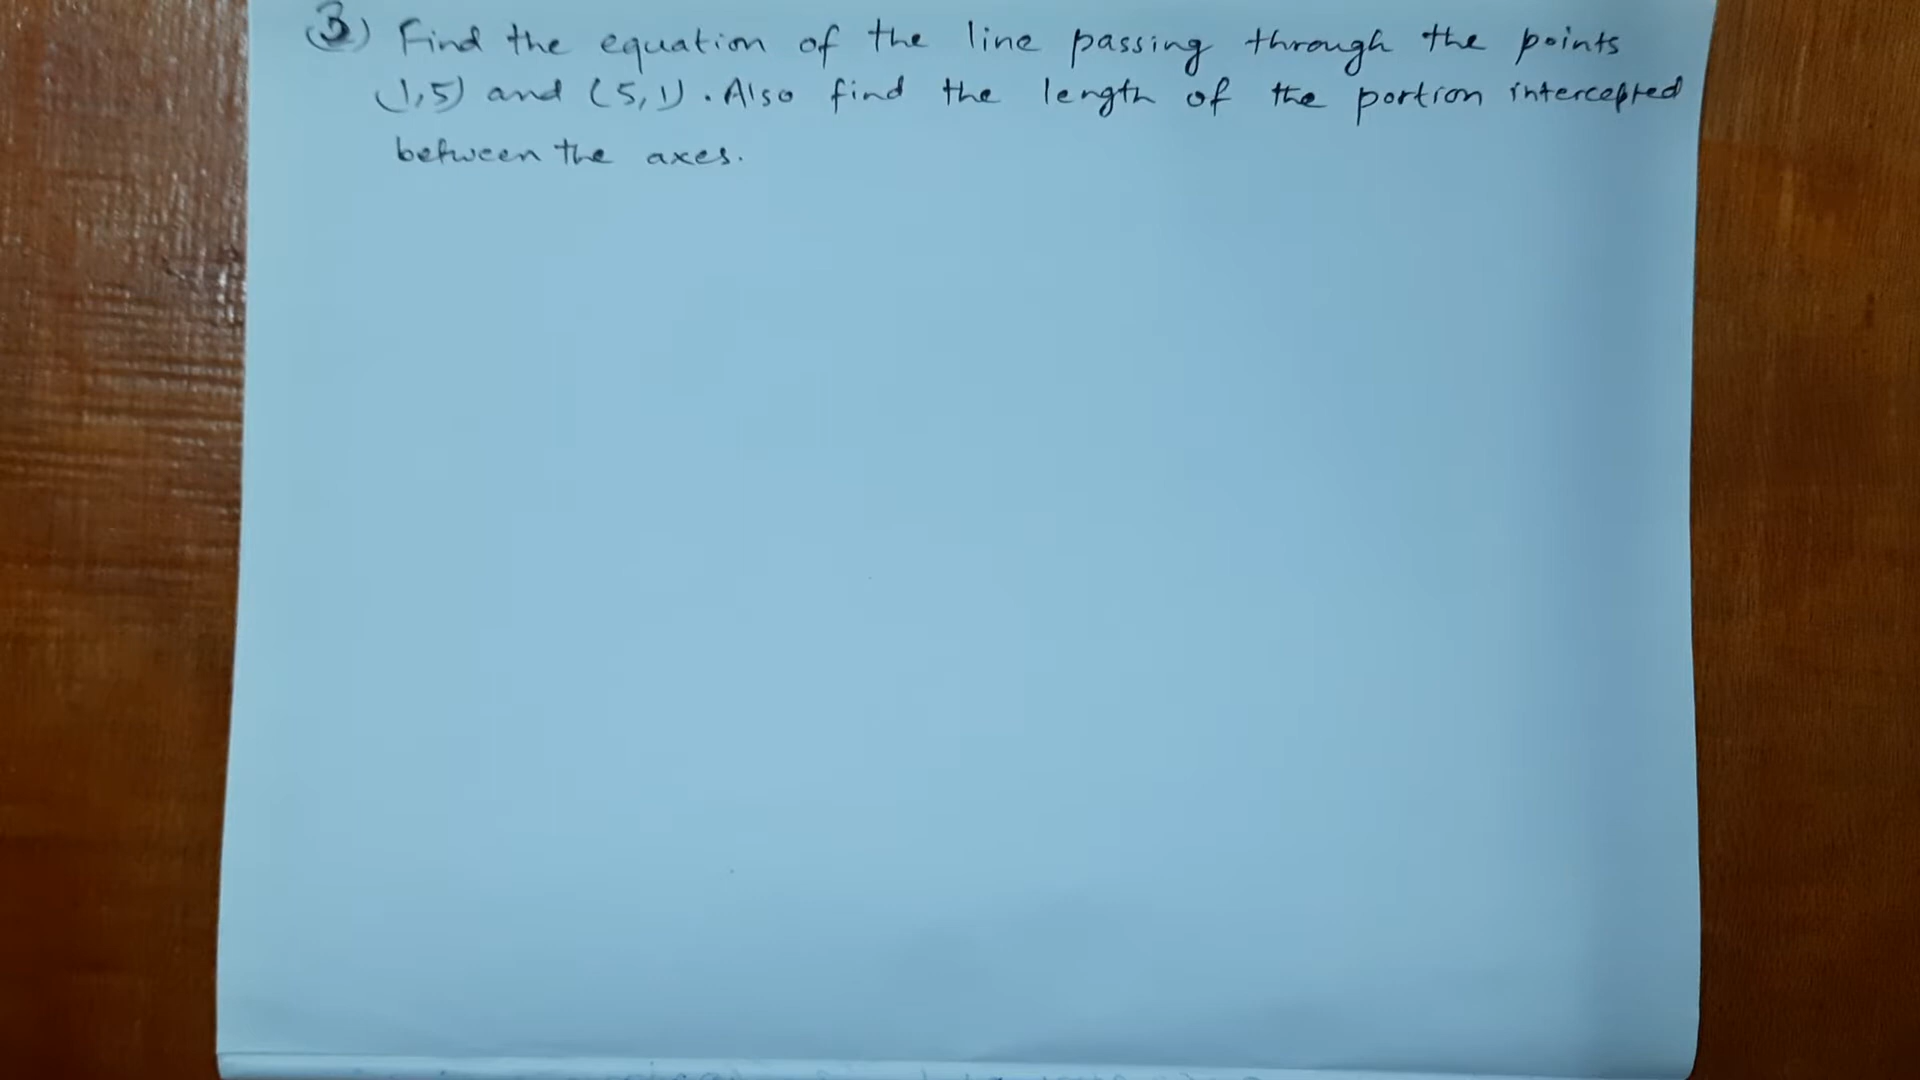 ③ Find the equation of the line passing through the points
(1,5) and (5,1). Also find the length of the portion intercepted
between the axes.